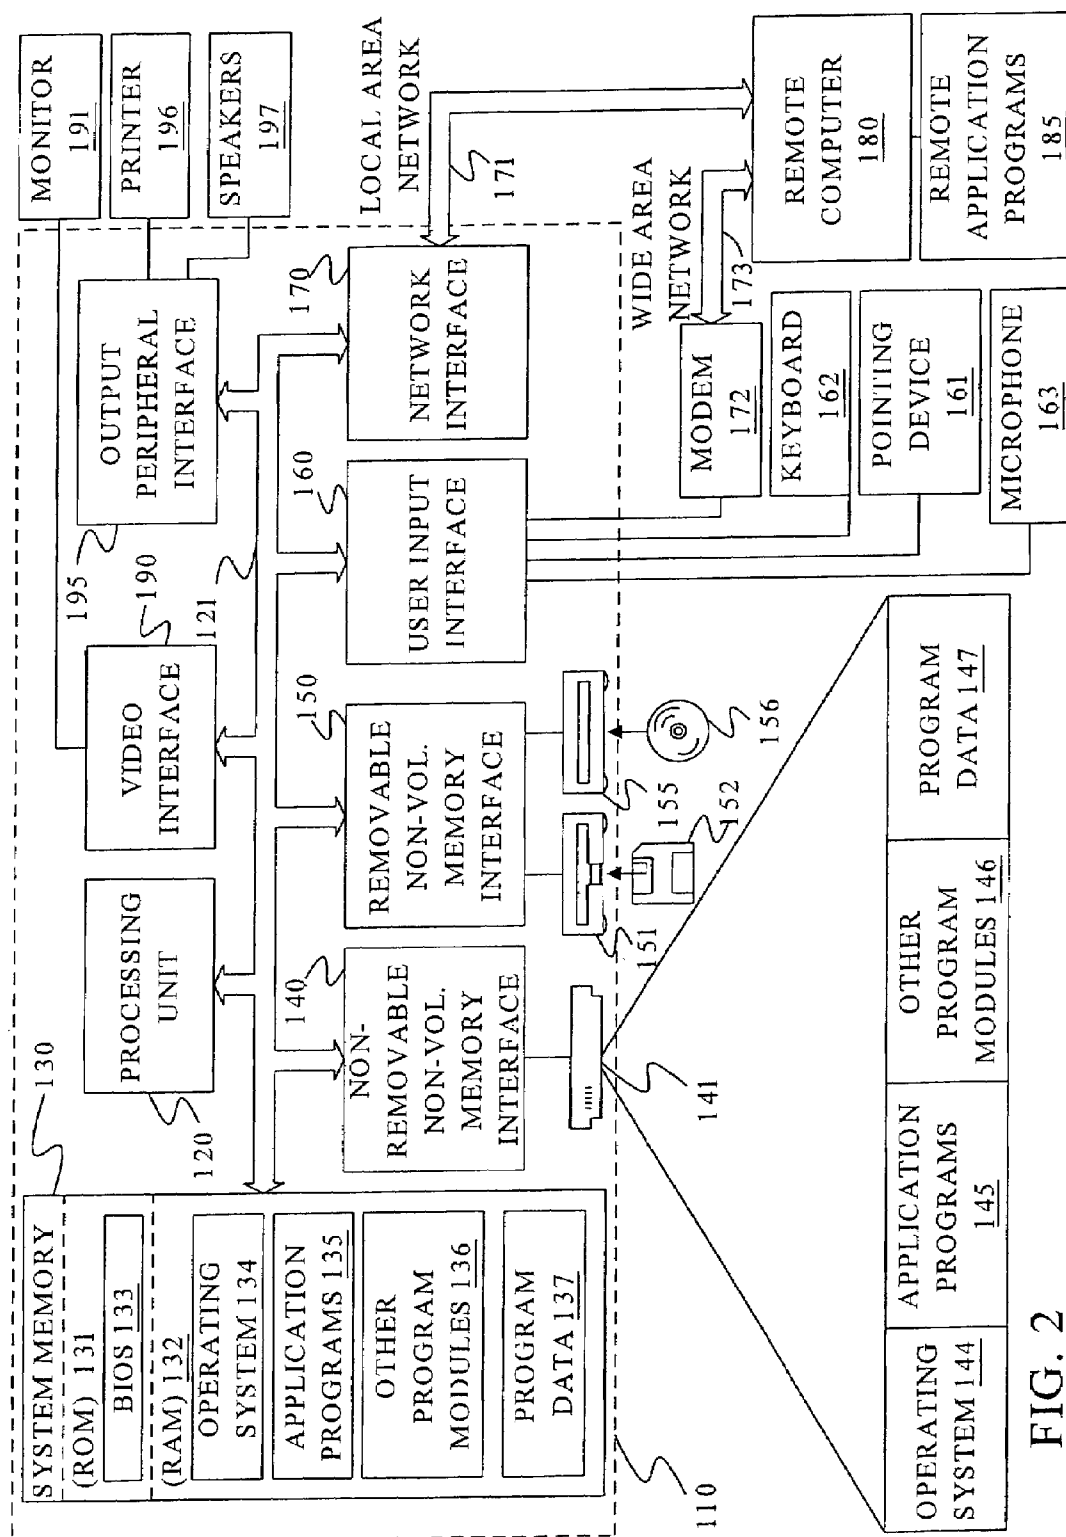 SYSTEM MEMORY
(ROM) 131
BIOS 133
(RAM) 132
OPERATING
SYSTEM 134
APPLICATION
PROGRAMS 135
OTHER
PROGRAM
MODULES 136
PROGRAM
DATA 137
130
PROCESSING
UNIT
120
VIDEO
INTERFACE
190
121
OUTPUT
PERIPHERAL
INTERFACE
195
MONITOR
191
PRINTER
196
SPEAKERS
197
NON-
REMOVABLE
NON-VOL.
MEMORY
INTERFACE
140
REMOVABLE
NON-VOL.
MEMORY
INTERFACE
150
USER INPUT
INTERFACE
160
NETWORK
INTERFACE
170
LOCAL AREA
NETWORK
171
WIDE AREA
NETWORK
173
141
151
152
155
156
MODEM
172
KEYBOARD
162
POINTING
DEVICE
161
MICROPHONE
163
REMOTE
COMPUTER
180
REMOTE
APPLICATION
PROGRAMS
185
110
OPERATING
SYSTEM 144
APPLICATION
PROGRAMS
145
OTHER
PROGRAM
MODULES 146
PROGRAM
DATA 147
FIG. 2